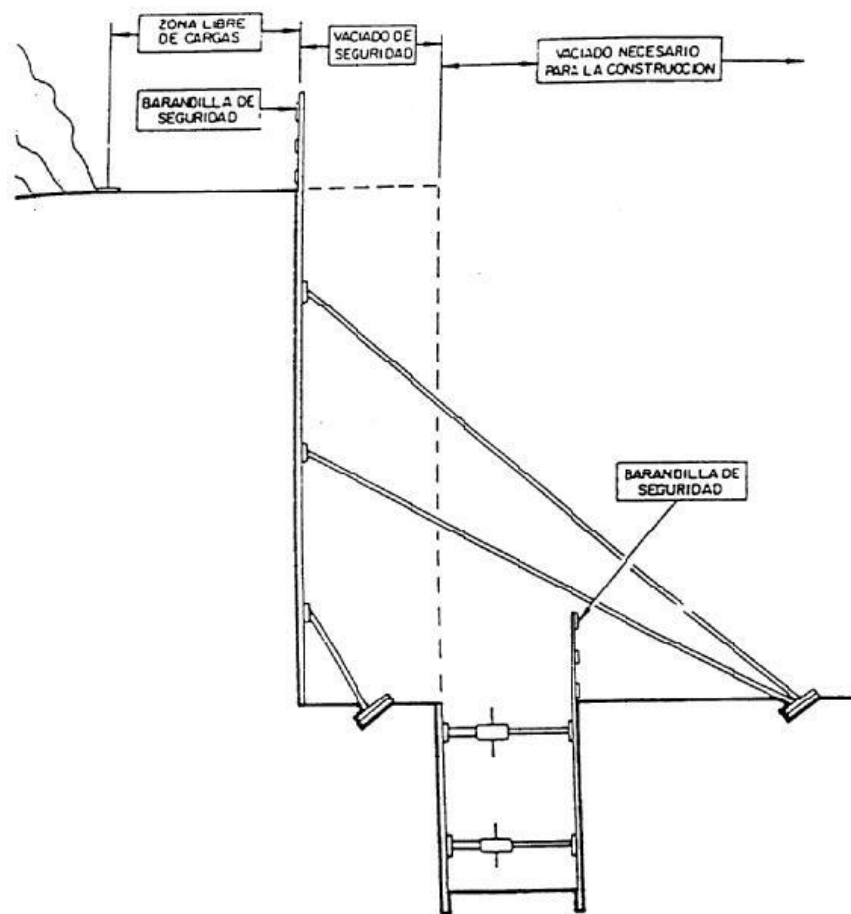 ZONA LIBRE
DE CARGAS
VACIADO DE
SEGURIDAD
VACIADO NECESARIO
PARA LA CONSTRUCCION
BARANDILLA DE
SEGURIDAD
BARANDILLA DE
SEGURIDAD